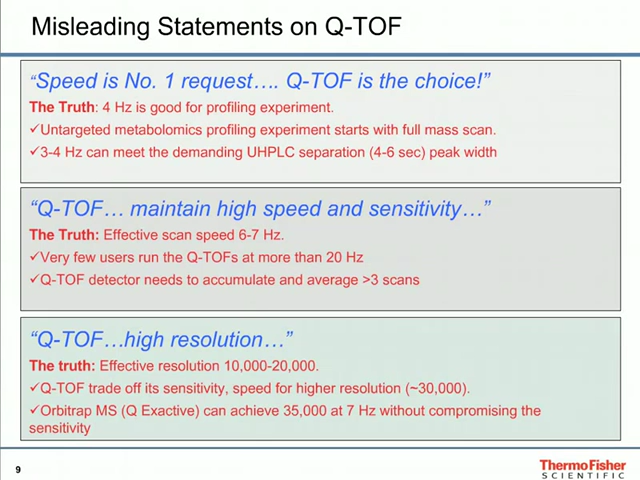 Misleading Statements on Q-TOF
“Speed is No. 1 request…. Q-TOF is the choice!”
The Truth: 4 Hz is good for profiling experiment.
✓Untargeted metabolomics profiling experiment starts with full mass scan.
✓3-4 Hz can meet the demanding UHPLC separation (4-6 sec) peak width
“Q-TOF… maintain high speed and sensitivity…”
The Truth: Effective scan speed 6-7 Hz.
✓Very few users run the Q-TOFs at more than 20 Hz
✓Q-TOF detector needs to accumulate and average >3 scans
“Q-TOF…high resolution…”
The truth: Effective resolution 10,000-20,000.
✓Q-TOF trade off its sensitivity, speed for higher resolution (~30,000).
✓Orbitrap MS (Q Exactive) can achieve 35,000 at 7 Hz without compromising the
sensitivity
9
ThermoFisher
SCIENTIFIC